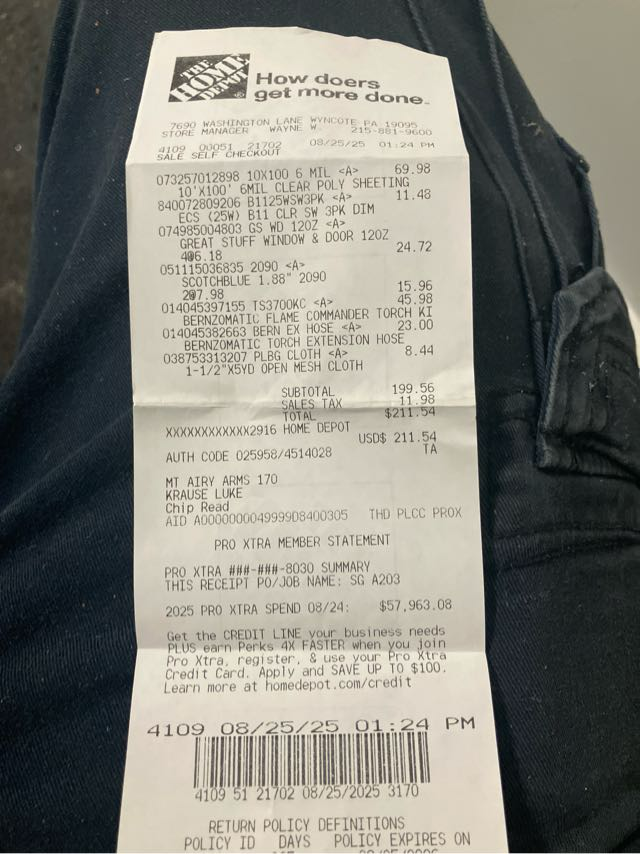 THE HOME DEPOT
How doers
get more done.
7690 WASHINGTON LANE WYNCOTE PA 19095
STORE MANAGER WAYNE W. 215-881-9600
4109 00051 21702 08/25/25 01:24 PM
SALE SELF CHECKOUT
073257012898 10X100 6 MIL <A> 69.98
10'X100' 6MIL CLEAR POLY SHEETING
840072809206 B1125WSW3PK <A> 11.48
ECS (25W) B11 CLR SW 3PK DIM
074985004803 GS WD 12OZ <A>
GREAT STUFF WINDOW & DOOR 12OZ
4@6.18 24.72
051115036835 2090 <A>
SCOTCHBLUE 1.88" 2090
2@7.98 15.96
014045397155 TS3700KC <A> 45.98
BERNZOMATIC FLAME COMMANDER TORCH KI
014045382663 BERN EX HOSE <A> 23.00
BERNZOMATIC TORCH EXTENSION HOSE
038753313207 PLBG CLOTH <A> 8.44
1-1/2"X5YD OPEN MESH CLOTH
SUBTOTAL 199.56
SALES TAX 11.98
TOTAL $211.54
XXXXXXXXXXXX2916 HOME DEPOT
USD$ 211.54
AUTH CODE 025958/4514028 TA
MT AIRY ARMS 170
KRAUSE LUKE
Chip Read
AID A0000000049999D8400305 THD PLCC PROX
PRO XTRA MEMBER STATEMENT
PRO XTRA ###-###-8030 SUMMARY
THIS RECEIPT PO/JOB NAME: SG A203
2025 PRO XTRA SPEND 08/24: $57,963.08
Get the CREDIT LINE your business needs
PLUS earn Perks 4X FASTER when you join
Pro Xtra, register, & use your Pro Xtra
Credit Card. Apply and SAVE UP TO $100.
Learn more at homedepot.com/credit
4109 08/25/25 01:24 PM
4109 51 21702 08/25/2025 3170
RETURN POLICY DEFINITIONS
POLICY ID DAYS POLICY EXPIRES ON